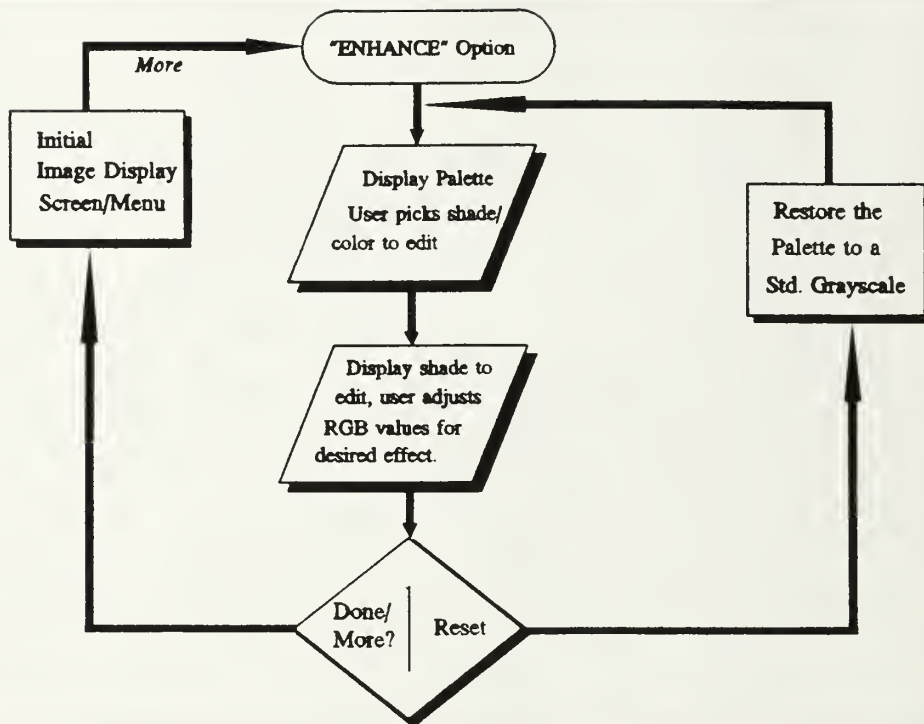 "ENHANCE" Option
More
Initial
Image Display
Screen/Menu
Display Palette
User picks shade/
color to edit
Restore the
Palette to a
Std. Grayscale
Display shade to
edit, user adjusts
RGB values for
desired effect.
Done/
More?
Reset